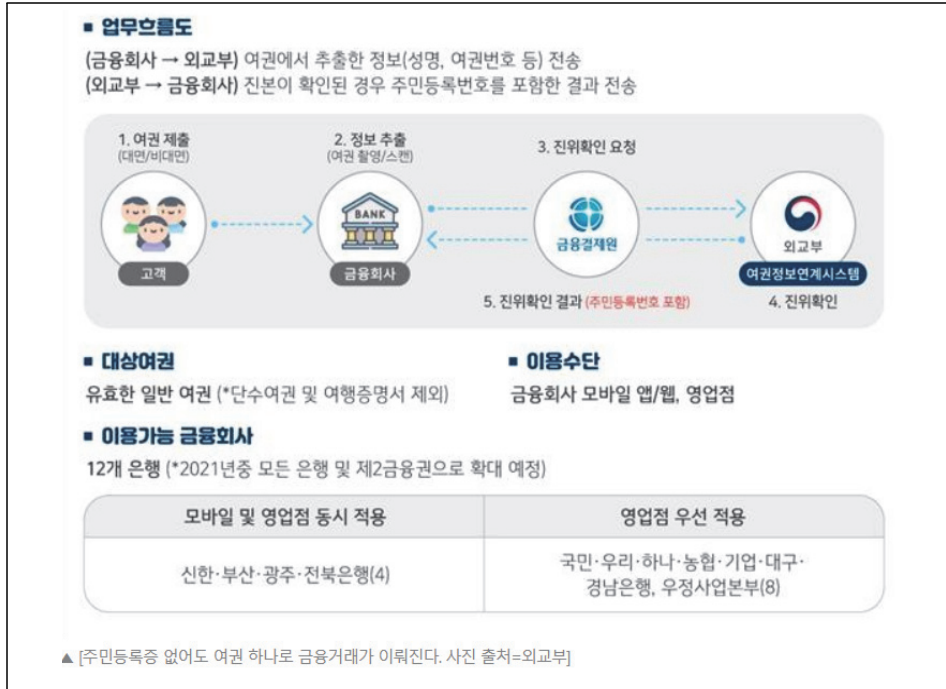 ■ 업무흐름도
(금융회사 → 외교부) 여권에서 추출한 정보(성명, 여권번호 등) 전송
(외교부 → 금융회사) 진본이 확인된 경우 주민등록번호를 포함한 결과 전송
1. 여권 제출
(대면/비대면)
2. 정보 추출
(여권 촬영/스캔)
3. 진위확인 요청
BANK
금융결제원
외교부
고객
금융회사
여권정보연계시스템
5. 진위확인 결과 (주민등록번호 포함)
4. 진위확인
■ 대상여권
유효한 일반 여권 (*단수여권 및 여행증명서 제외)
■ 이용수단
금융회사 모바일 앱/웹, 영업점
■ 이용가능 금융회사
12개 은행 (*2021년중 모든 은행 및 제2금융권으로 확대 예정)
모바일 및 영업점 동시 적용
영업점 우선 적용
신한·부산·광주·전북은행(4)
국민·우리·하나·농협·기업·대구·
경남은행, 우정사업본부(8)
▲ [주민등록증 없어도 여권 하나로 금융거래가 이뤄진다. 사진 출처=외교부]